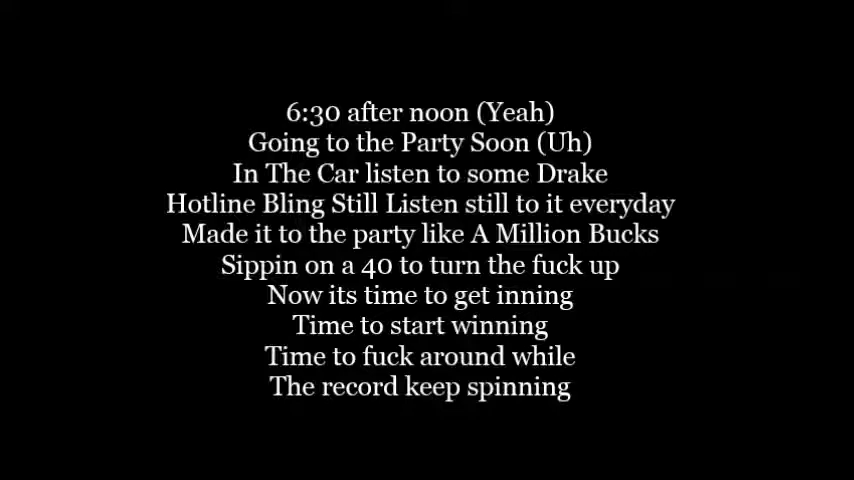 6:30 after noon (Yeah)
Going to the Party Soon (Uh)
In The Car listen to some Drake
Hotline Bling Still Listen still to it everyday
Made it to the party like A Million Bucks
Sippin on a 40 to turn the fuck up
Now its time to get inning
Time to start winning
Time to fuck around while
The record keep spinning